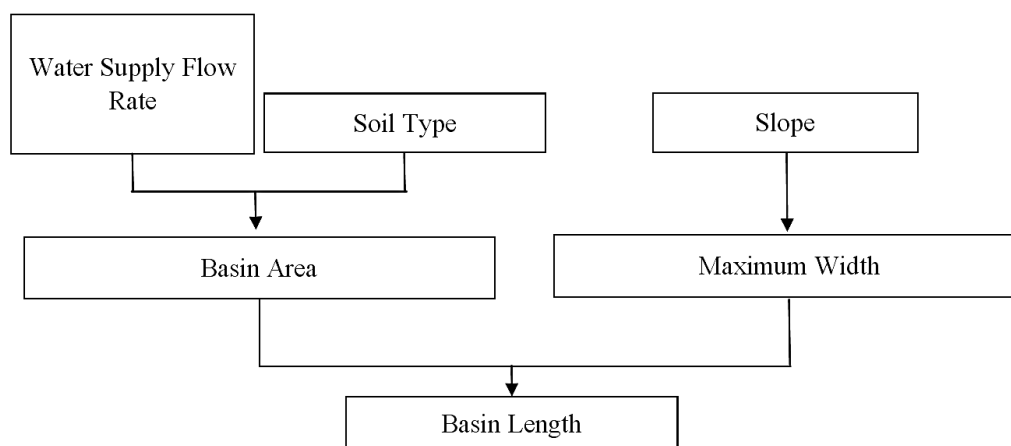 Water Supply Flow
Rate
Soil Type
Slope
Basin Area
Maximum Width
Basin Length